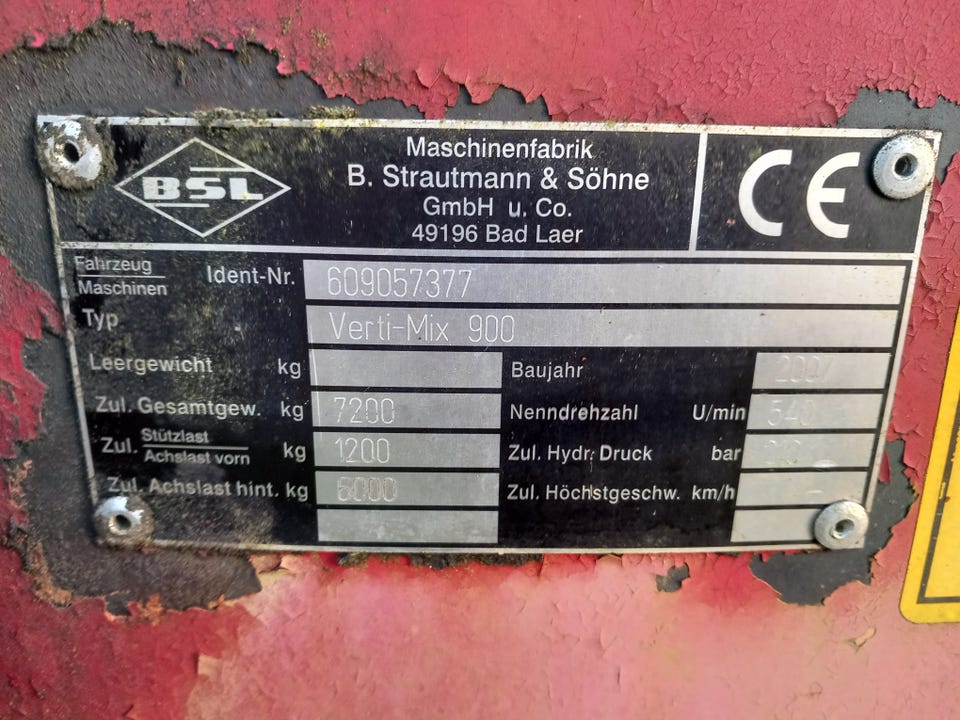 BSL
Maschinenfabrik
B. Strautmann & Söhne
GmbH u. Co.
49196 Bad Laer
CE
Fahrzeug
Maschinen
Ident-Nr. 609057377
Typ Verti-Mix 900
Leergewicht kg
Baujahr 2007
Zul. Gesamtgew. kg 7200
Nenndrehzahl U/min 540
Zul. Stützlast
Achslast vorn kg 1200
Zul. Hydr. Druck bar
Zul. Achslast hint. kg 6000
Zul. Höchstgeschw. km/h -